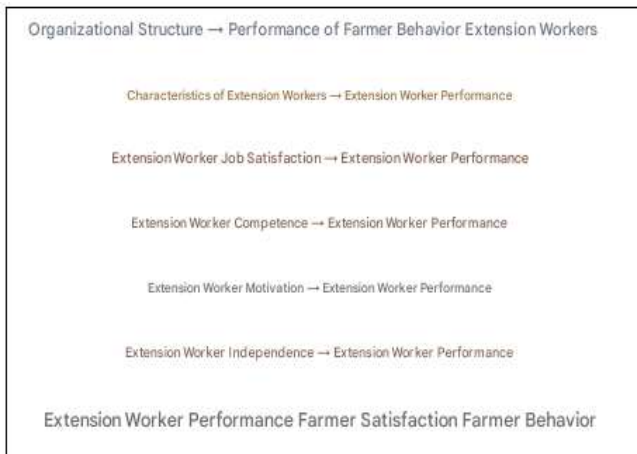 Organizational Structure → Performance of Farmer Behavior Extension Workers
Characteristics of Extension Workers → Extension Worker Performance
Extension Worker Job Satisfaction → Extension Worker Performance
Extension Worker Competence → Extension Worker Performance
Extension Worker Motivation → Extension Worker Performance
Extension Worker Independence → Extension Worker Performance
Extension Worker Performance Farmer Satisfaction Farmer Behavior